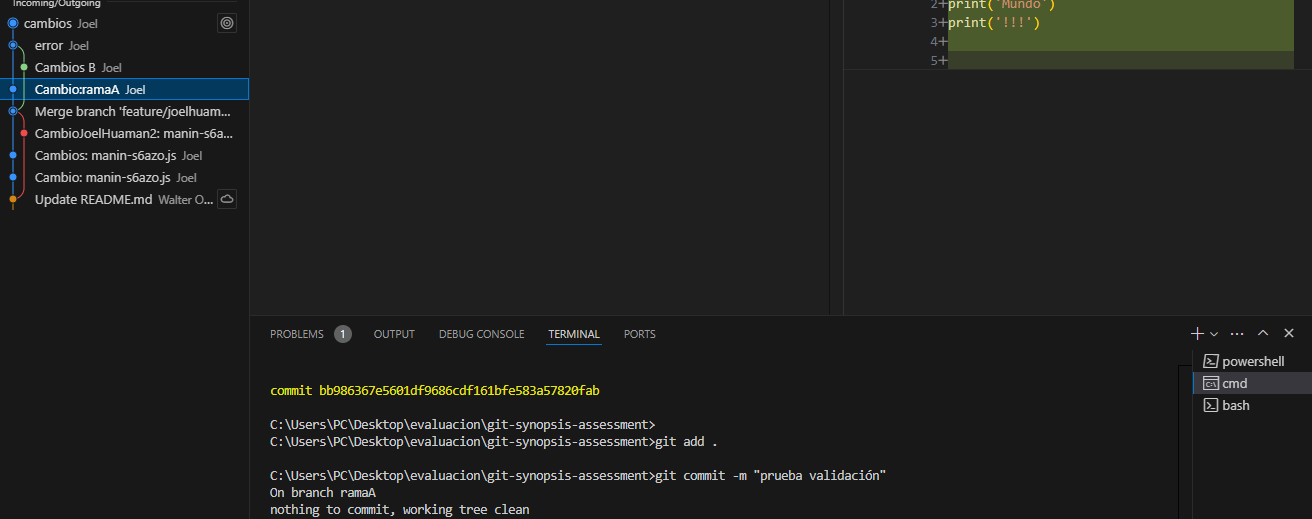 Incoming/Outgoing
cambios Joel
error Joel
Cambios B Joel
Cambio:ramaA Joel
Merge branch 'feature/joelhuam...
CambioJoelHuaman2: manin-s6a...
Cambios: manin-s6azo.js Joel
Cambio: manin-s6azo.js Joel
Update README.md Walter O...
2+ print('Mundo')
3+ print('!!!')
4+
5+
PROBLEMS 1 OUTPUT DEBUG CONSOLE TERMINAL PORTS
powershell
cmd
bash
commit bb986367e5601df9686cdf161bfe583a57820fab
C:\Users\PC\Desktop\evaluacion\git-synopsis-assessment>
C:\Users\PC\Desktop\evaluacion\git-synopsis-assessment>git add .
C:\Users\PC\Desktop\evaluacion\git-synopsis-assessment>git commit -m "prueba validación"
On branch ramaA
nothing to commit, working tree clean